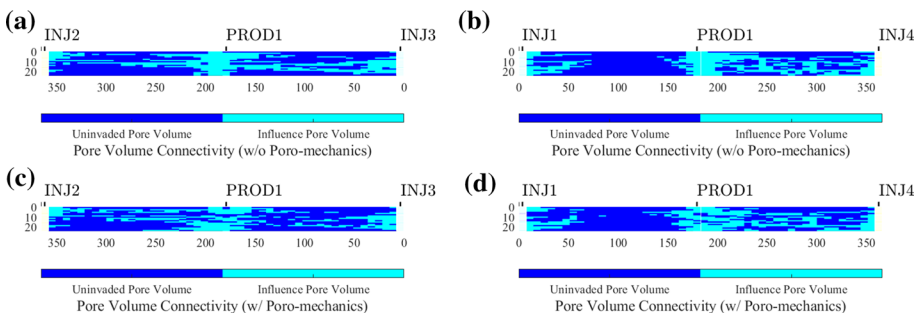 (a)
INJ2 PROD1 INJ3
0
10
20
350 300 250 200 150 100 50 0
Uninvaded Pore Volume Influence Pore Volume
Pore Volume Connectivity (w/o Poro-mechanics)
(b)
INJ1 PROD1 INJ4
0
10
20
0 50 100 150 200 250 300 350
Uninvaded Pore Volume Influence Pore Volume
Pore Volume Connectivity (w/o Poro-mechanics)
(c)
INJ2 PROD1 INJ3
0
10
20
350 300 250 200 150 100 50 0
Uninvaded Pore Volume Influence Pore Volume
Pore Volume Connectivity (w/ Poro-mechanics)
(d)
INJ1 PROD1 INJ4
0
10
20
0 50 100 150 200 250 300 350
Uninvaded Pore Volume Influence Pore Volume
Pore Volume Connectivity (w/ Poro-mechanics)